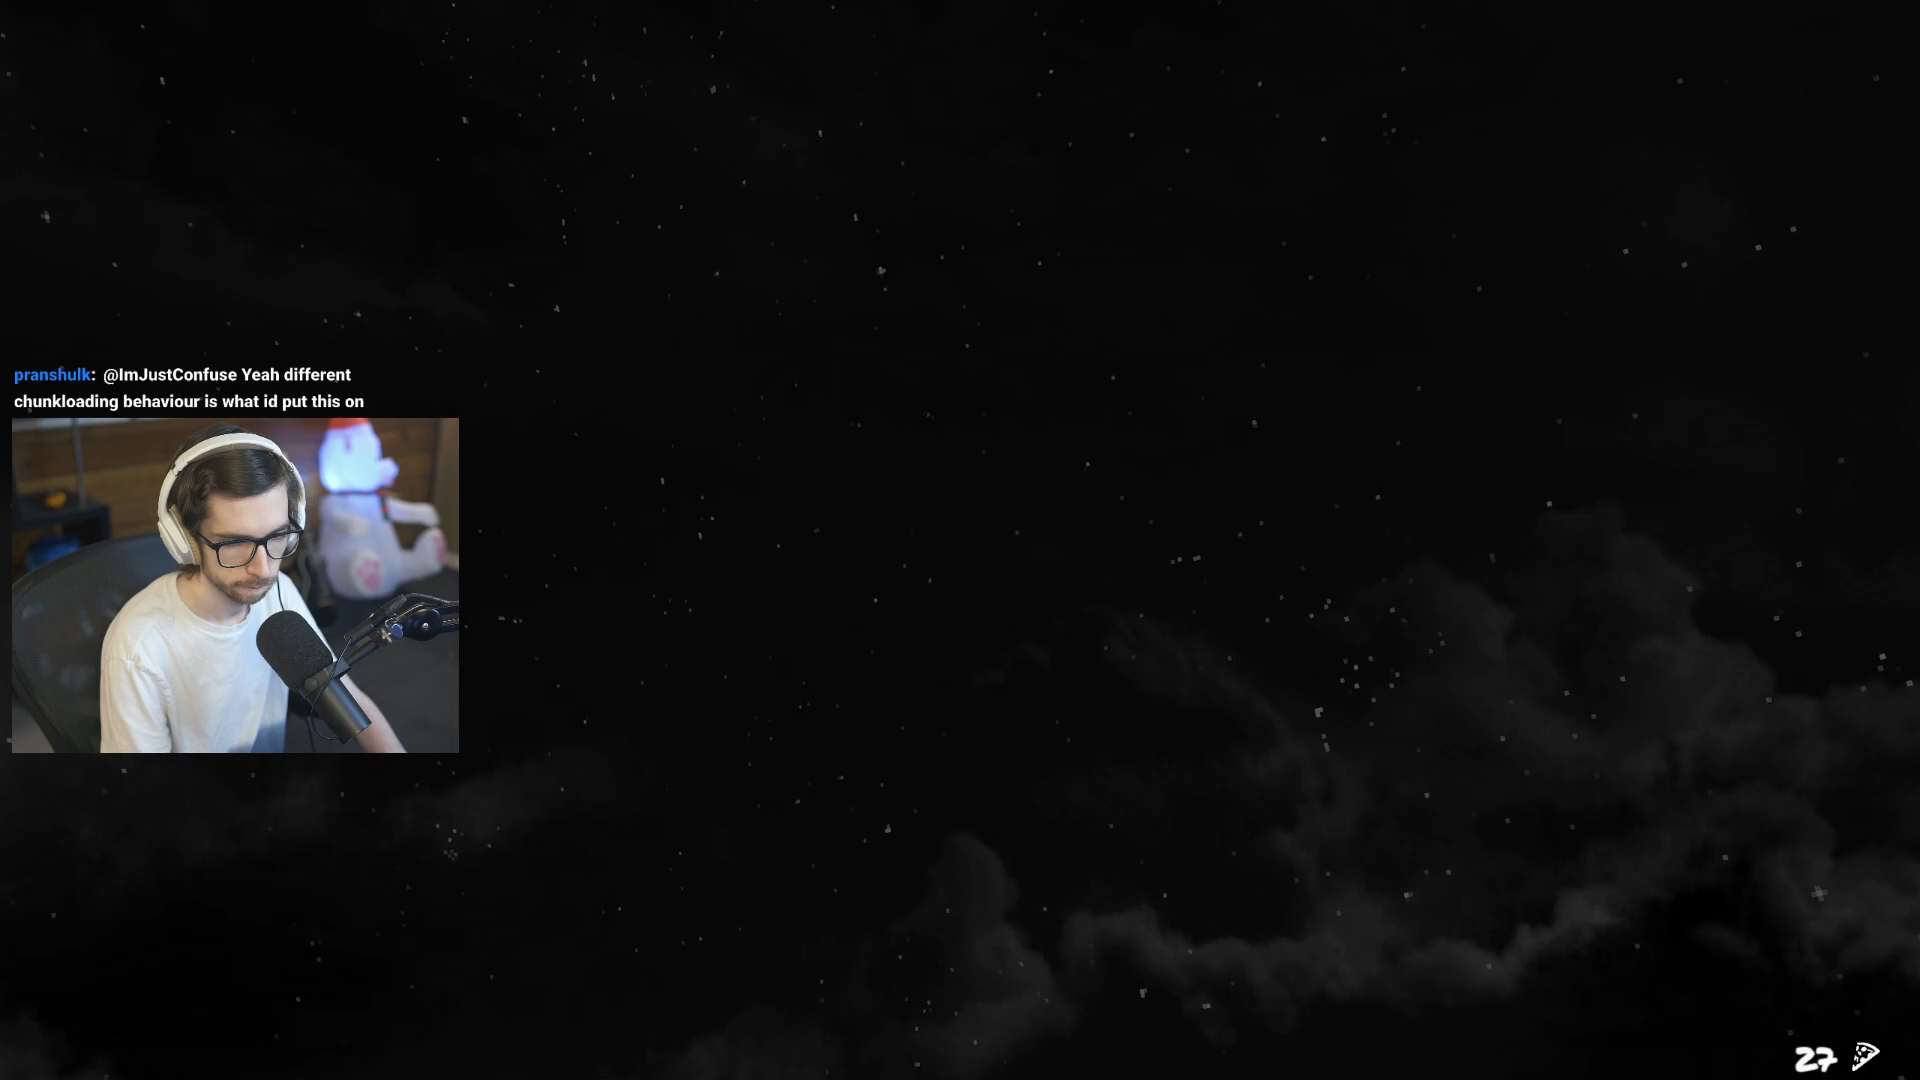 pranshulk: @ImJustConfuse Yeah different
chunkloading behaviour is what id put this on
27